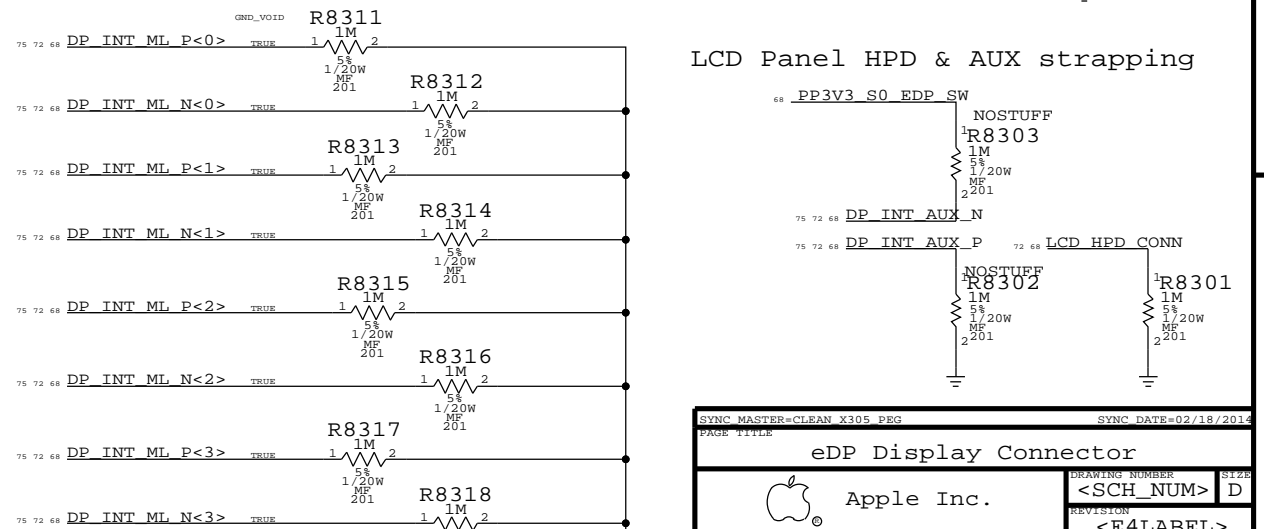 GND_VOID R8311
75 72 68 DP_INT_ML_P<0> TRUE 1 1M 2
5%
1/20W
MF
201
R8312
75 72 68 DP_INT_ML_N<0> TRUE 1 1M 2
5%
1/20W
MF
201
R8313
75 72 68 DP_INT_ML_P<1> TRUE 1 1M 2
5%
1/20W
MF
201
R8314
75 72 68 DP_INT_ML_N<1> TRUE 1 1M 2
5%
1/20W
MF
201
R8315
75 72 68 DP_INT_ML_P<2> TRUE 1 1M 2
5%
1/20W
MF
201
R8316
75 72 68 DP_INT_ML_N<2> TRUE 1 1M 2
5%
1/20W
MF
201
R8317
75 72 68 DP_INT_ML_P<3> TRUE 1 1M 2
5%
1/20W
MF
201
R8318
75 72 68 DP_INT_ML_N<3> TRUE 1 1M 2
LCD Panel HPD & AUX strapping
68 PP3V3_S0_EDP_SW
NOSTUFF
1 R8303
1M
5%
1/20W
MF
2 201
75 72 68 DP_INT_AUX_N
75 72 68 DP_INT_AUX_P
NOSTUFF
1 R8302
1M
5%
1/20W
MF
2 201
72 68 LCD_HPD_CONN
1 R8301
1M
5%
1/20W
MF
2 201
SYNC_MASTER=CLEAN_X305_PEG SYNC_DATE=02/18/2014
PAGE TITLE
eDP Display Connector
Apple Inc.
®
DRAWING NUMBER SIZE
<SCH_NUM> D
REVISION
<E4LABEL>